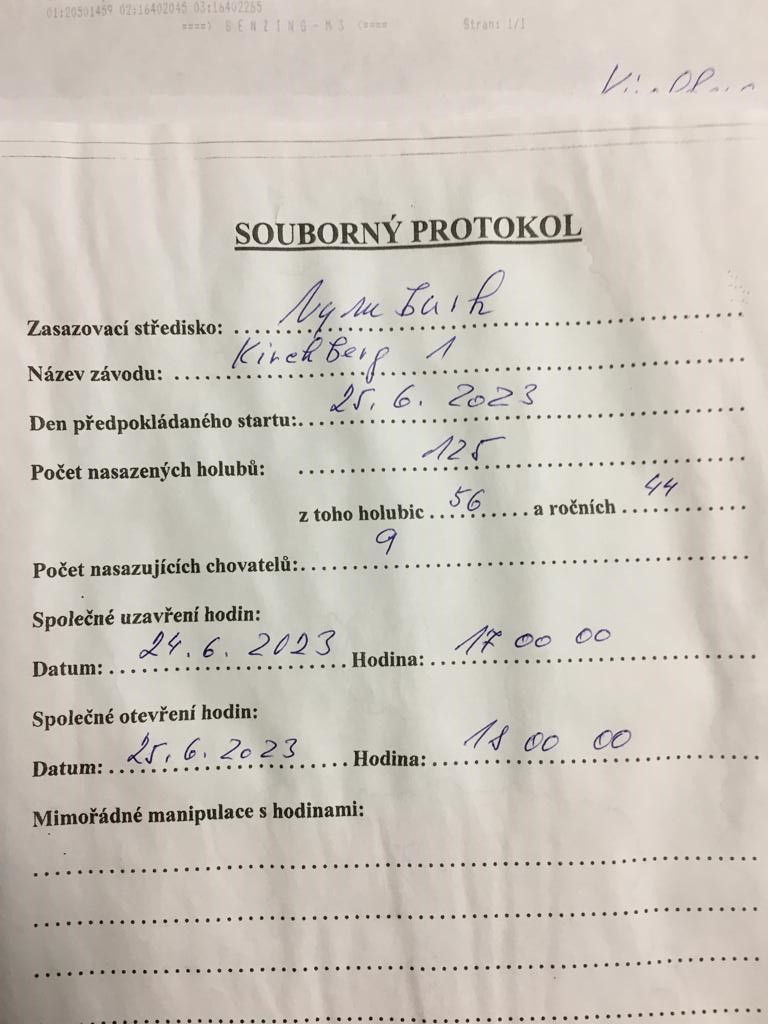 01:20501459 02:16402045 03:16402265
====) BENZING-M3 (==== Strana 1/1
SOUBORNÝ PROTOKOL
Zasazovací středisko:
Název závodu: Kirchberg 1
Den předpokládaného startu: 25. 6. 2023
Počet nasazených holubů: 125
z toho holubic 56 a ročních 44
Počet nasazujících chovatelů: 9
Společné uzavření hodin:
Datum: 24. 6. 2023 Hodina: 17 00 00
Společné otevření hodin:
Datum: 25. 6. 2023 Hodina: 18 00 00
Mimořádné manipulace s hodinami: